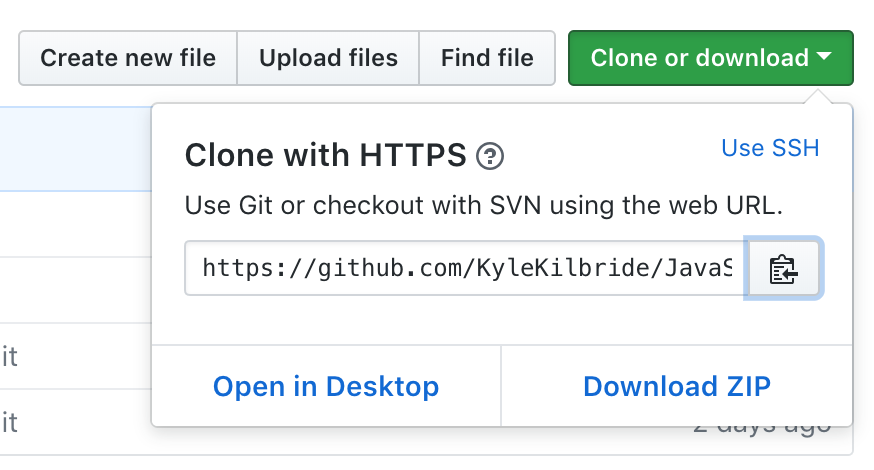 Create new file Upload files Find file Clone or download
Clone with HTTPS ? Use SSH
Use Git or checkout with SVN using the web URL.
https://github.com/KyleKilbride/JavaS
it
Open in Desktop Download ZIP
it 2 days ago